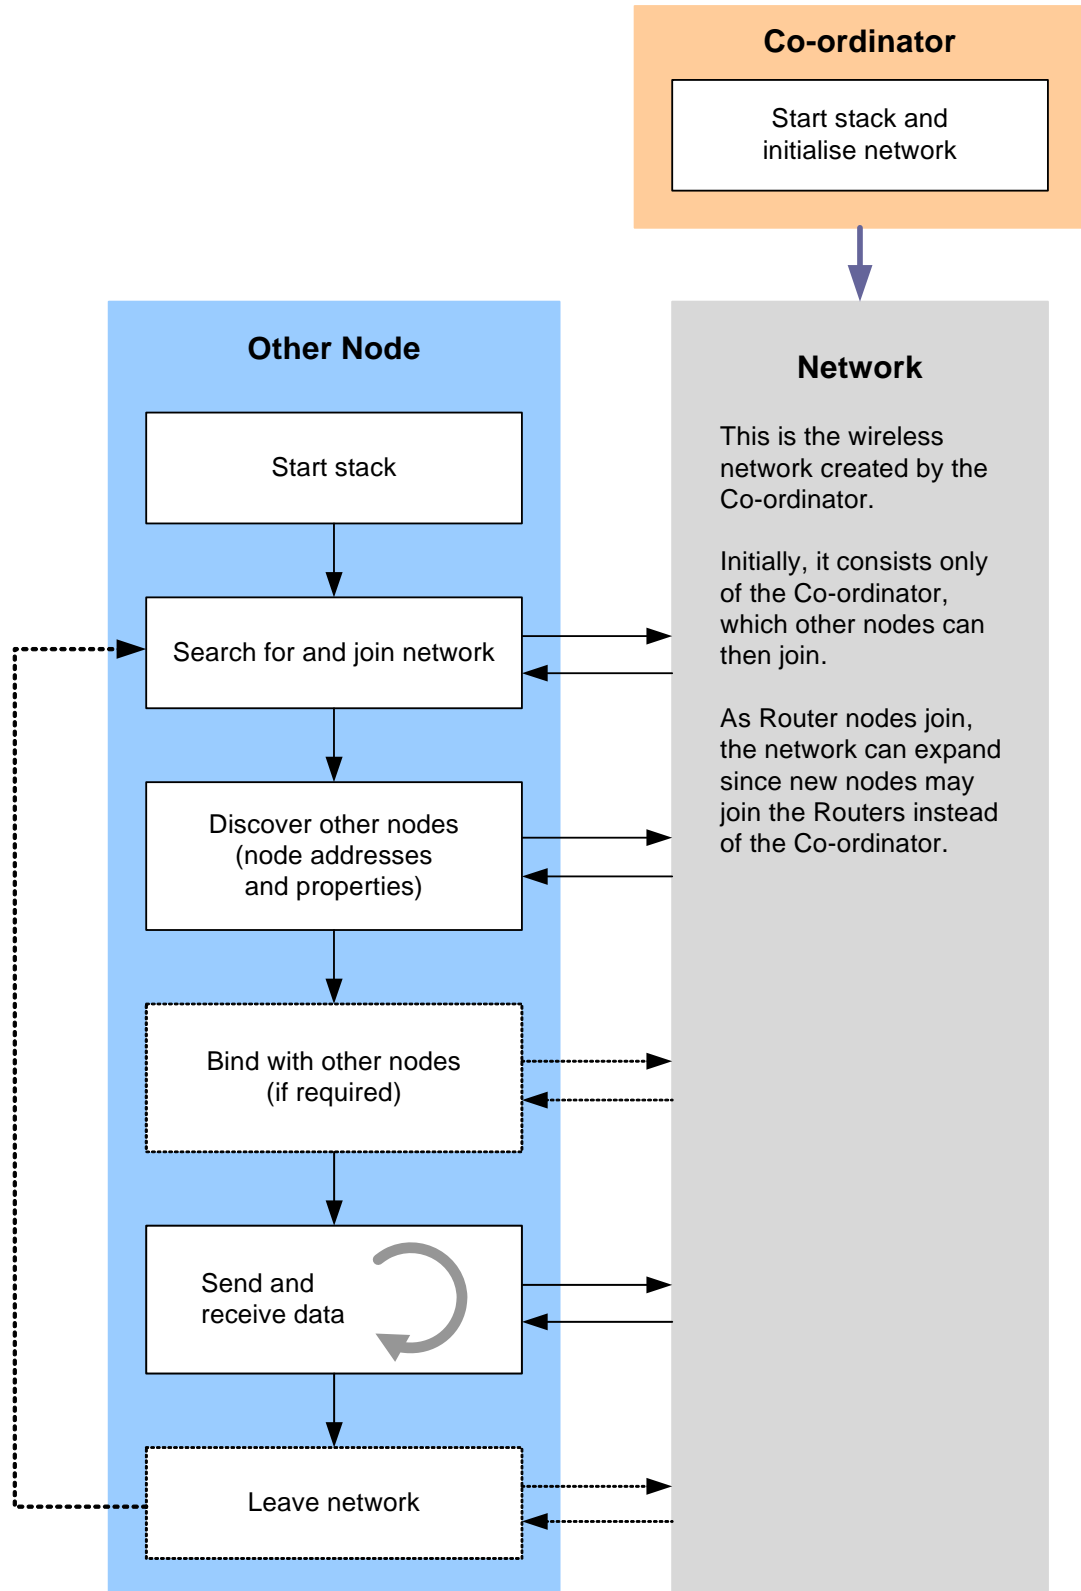 Co-ordinator
Start stack and
initialise network
Other Node
Start stack
Search for and join network
Discover other nodes
(node addresses
and properties)
Bind with other nodes
(if required)
Send and
receive data
Leave network
Network
This is the wireless
network created by the
Co-ordinator.
Initially, it consists only
of the Co-ordinator,
which other nodes can
then join.
As Router nodes join,
the network can expand
since new nodes may
join the Routers instead
of the Co-ordinator.